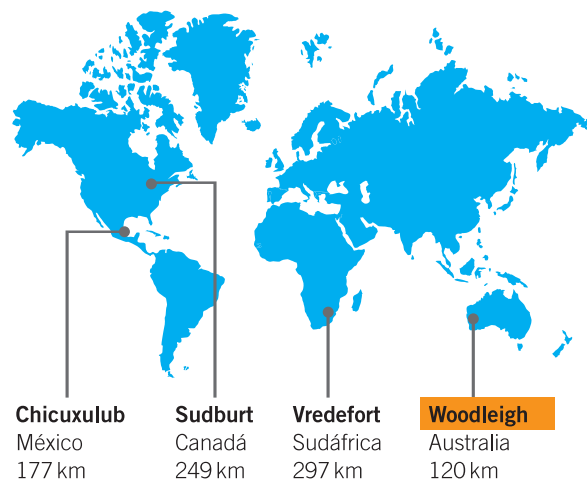 Chicuxulub
México
177 km
Sudburt
Canadá
249 km
Vredefort
Sudáfrica
297 km
Woodleigh
Australia
120 km